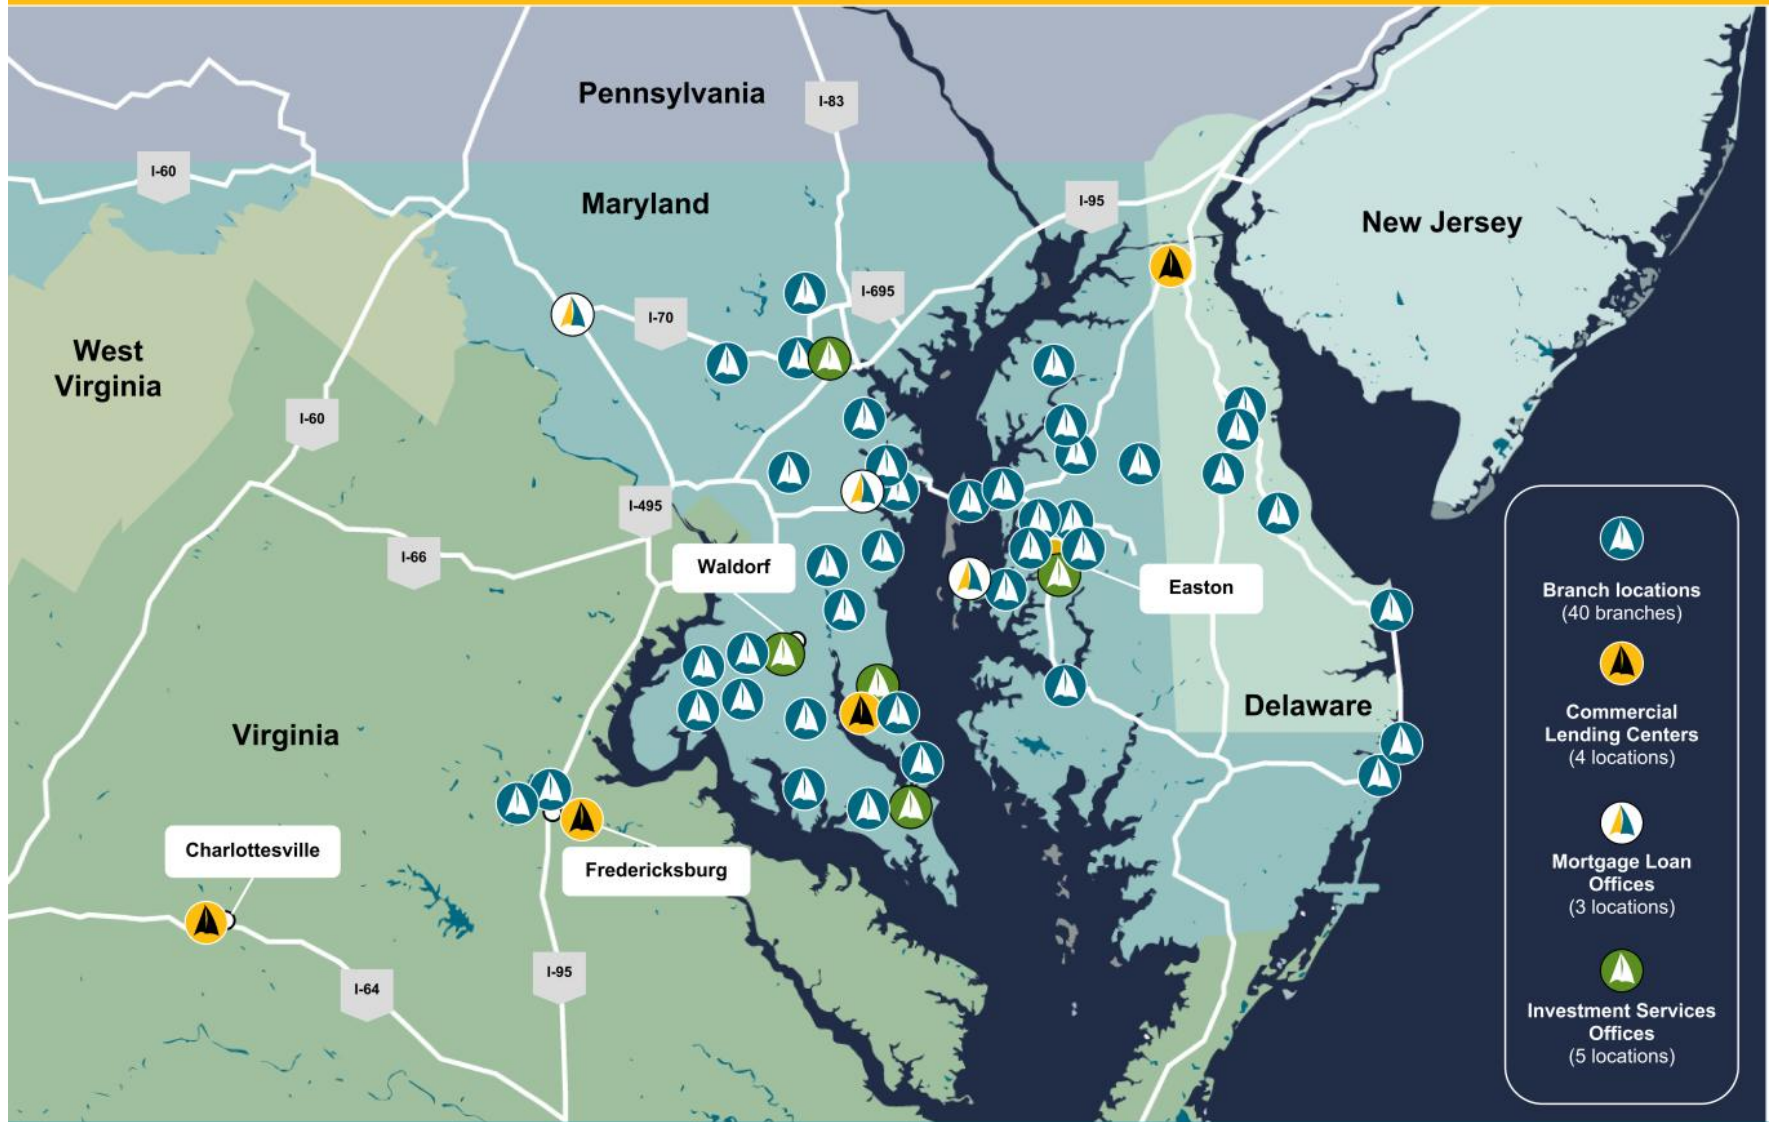 Pennsylvania
I-83
I-60
Maryland
I-95
New Jersey
I-695
I-70
West
Virginia
I-60
I-495
I-66
Waldorf
Easton
Delaware
Virginia
Charlottesville
Fredericksburg
I-95
I-64
Branch locations
(40 branches)
Commercial
Lending Centers
(4 locations)
Mortgage Loan
Offices
(3 locations)
Investment Services
Offices
(5 locations)